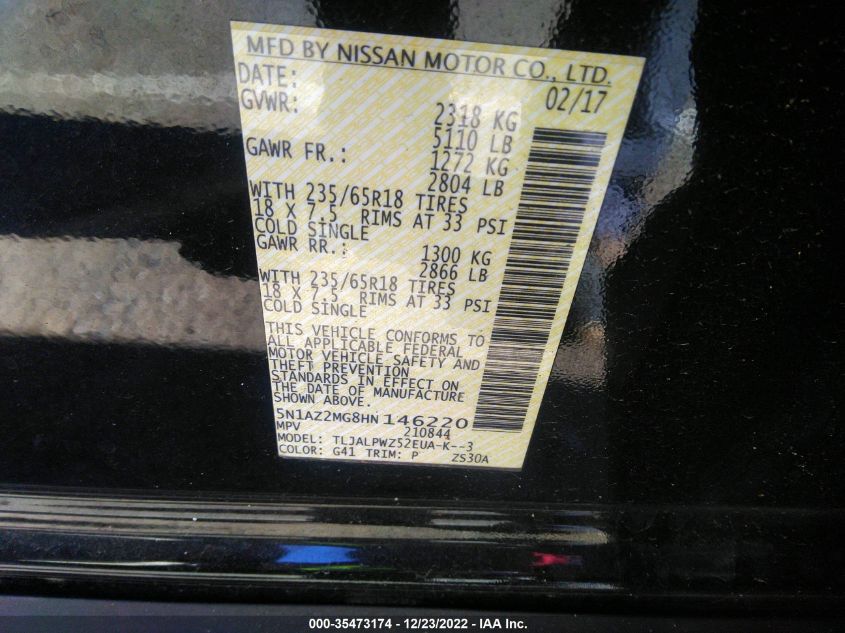 MFD BY NISSAN MOTOR CO., LTD.
DATE: 02/17
GVWR: 2318 KG
5110 LB
GAWR FR.: 1272 KG
2804 LB
WITH 235/65R18 TIRES
18 X 7.5 RIMS AT 33 PSI
COLD SINGLE
GAWR RR.: 1300 KG
2866 LB
WITH 235/65R18 TIRES
18 X 7.5 RIMS AT 33 PSI
COLD SINGLE
THIS VEHICLE CONFORMS TO
ALL APPLICABLE FEDERAL
MOTOR VEHICLE SAFETY AND
THEFT PREVENTION
STANDARDS IN EFFECT ON
THE DATE OF MANUFACTURE
SHOWN ABOVE.
5N1AZ2MG8HN146220
MPV 210844
MODEL: TLJALPWZ52EUA-K--3
COLOR: G41 TRIM: P ZS30A
000-35473174 - 12/23/2022 - IAA Inc.